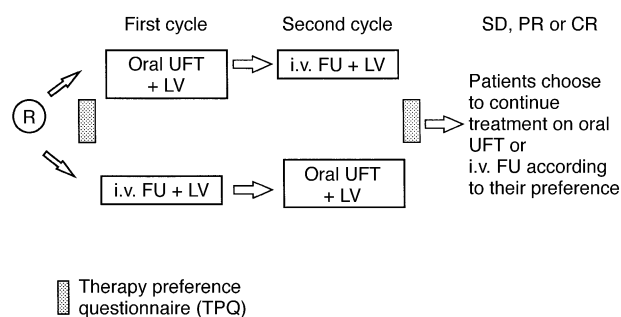 First cycle
Second cycle
SD, PR or CR
Oral UFT
+ LV
i.v. FU + LV
R
Patients choose
to continue
treatment on oral
UFT or
i.v. FU according
to their preference
i.v. FU + LV
Oral UFT
+ LV
Therapy preference
questionnaire (TPQ)